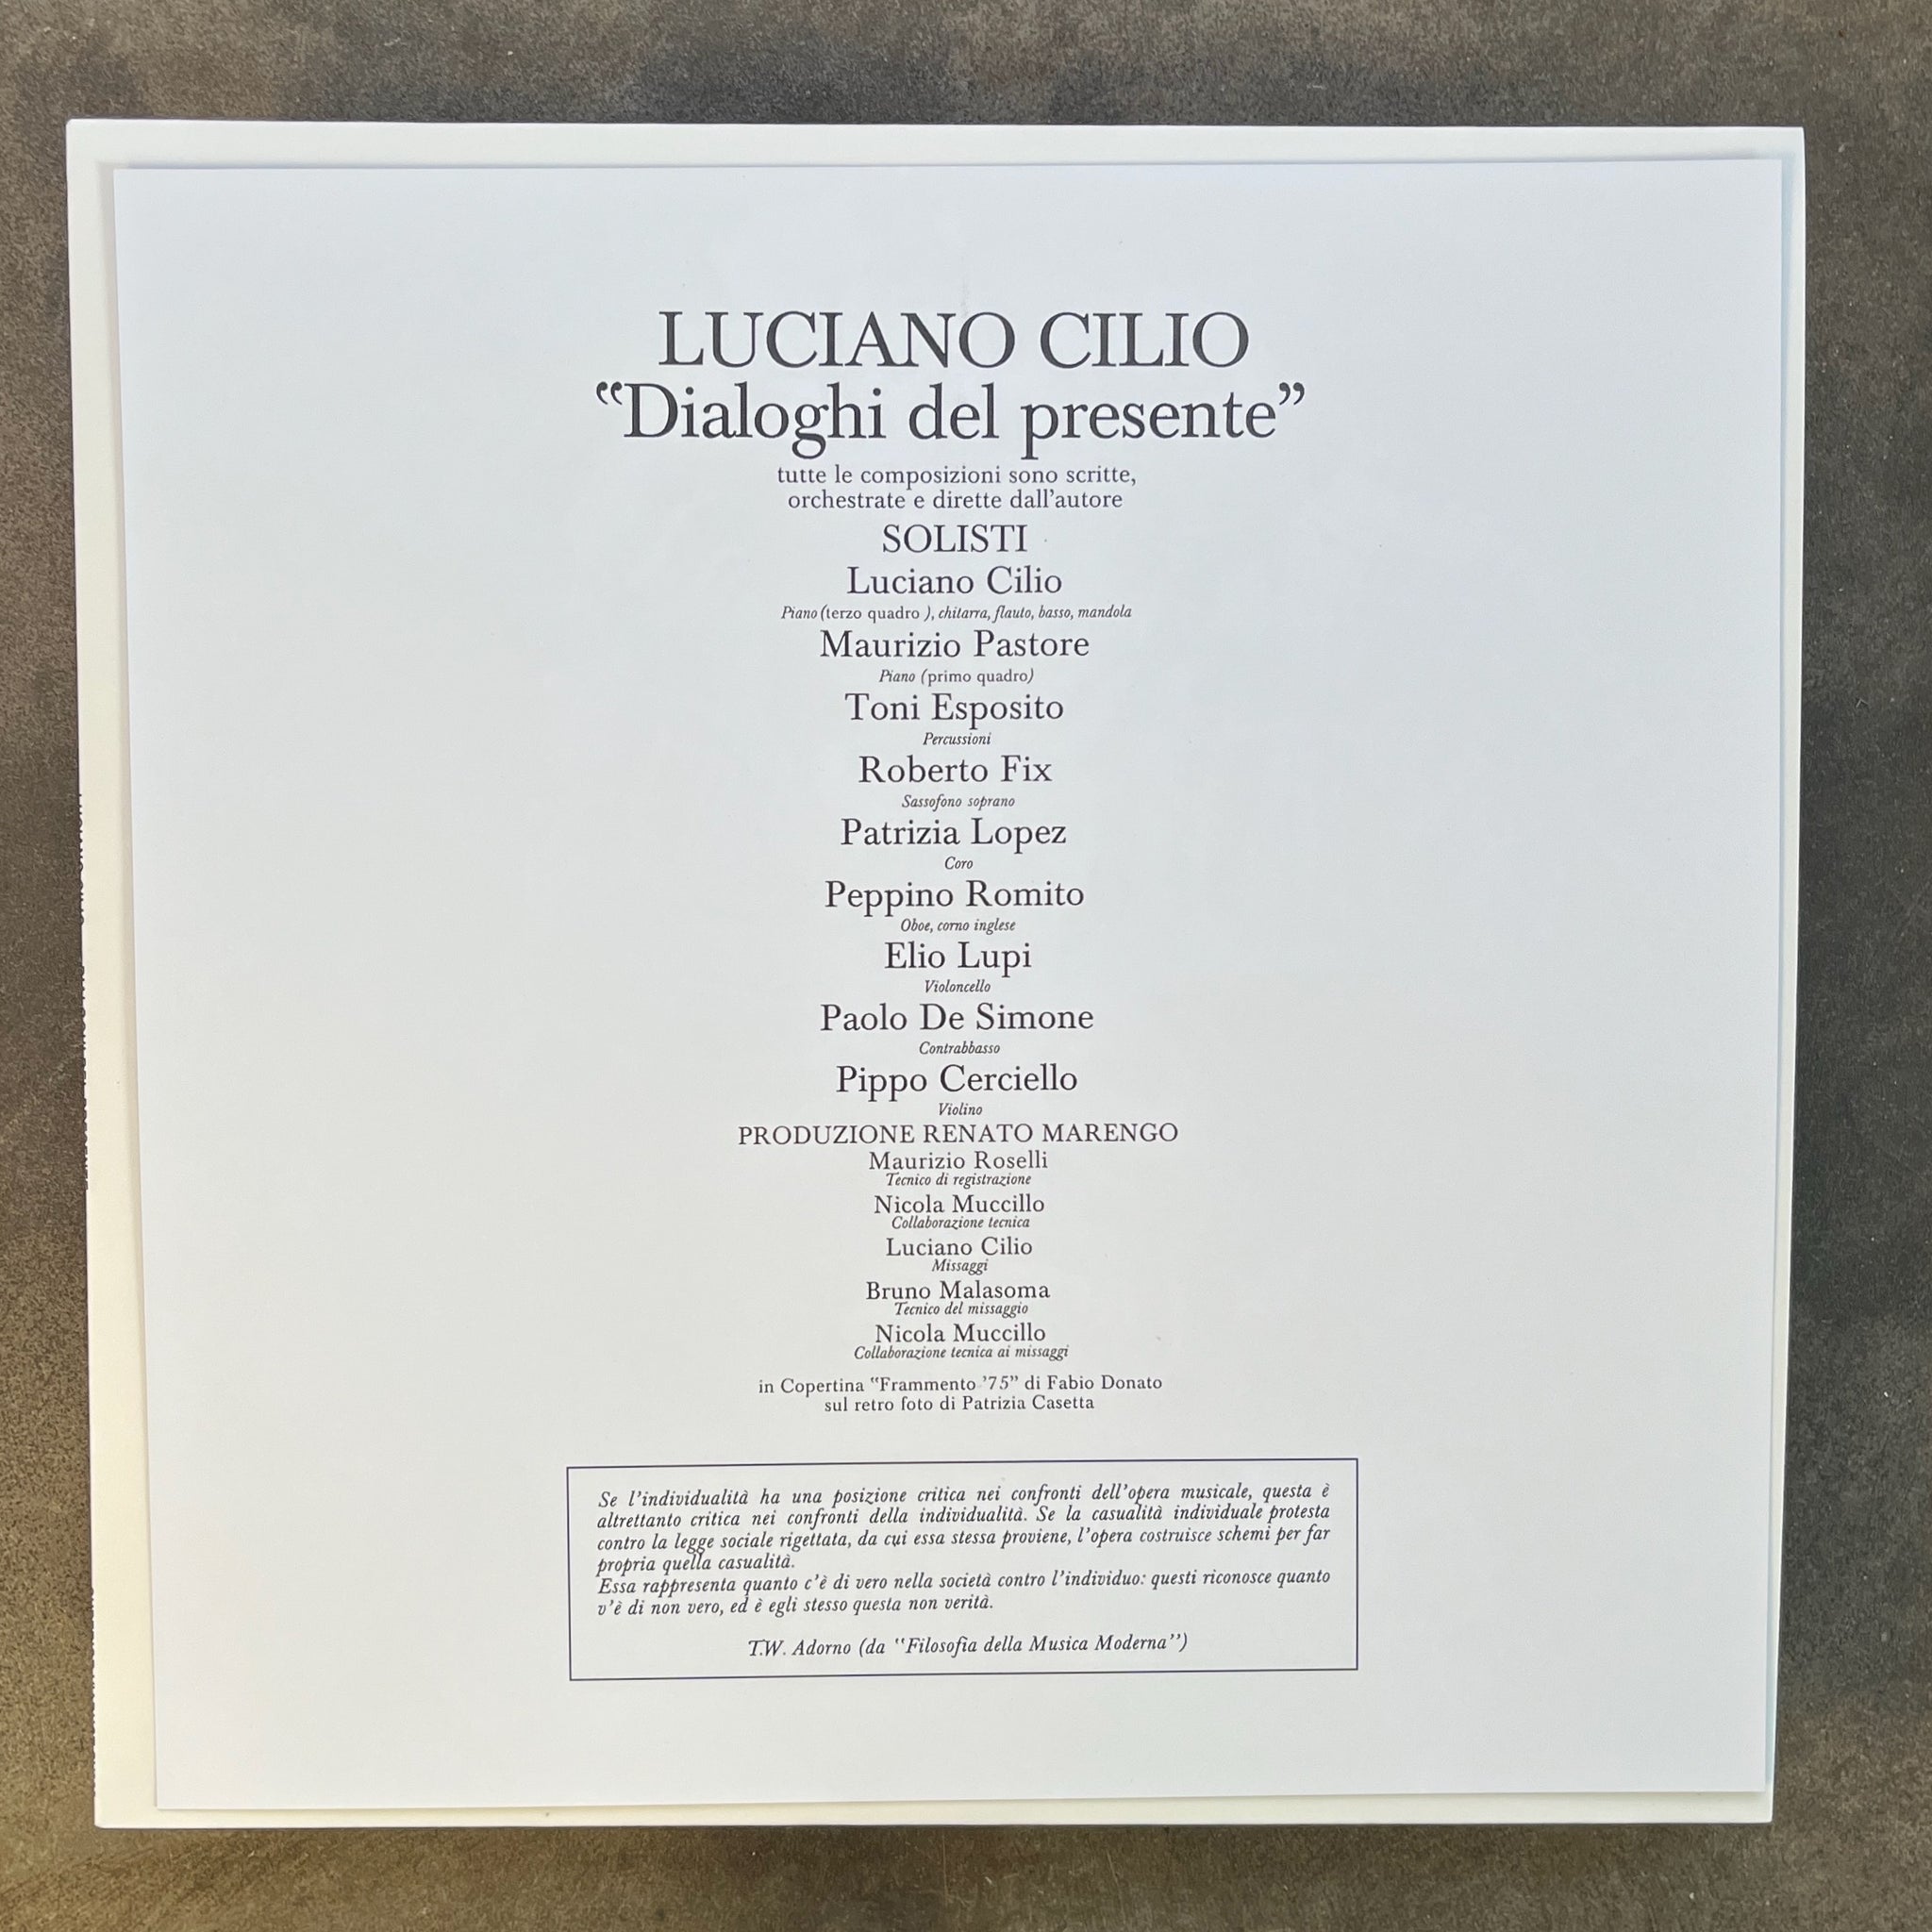 LUCIANO CILIO
“Dialoghi del presente”
tutte le composizioni sono scritte,
orchestrate e dirette dall'autore
SOLISTI
Luciano Cilio
Piano (terzo quadro ), chitarra, flauto, basso, mandola
Maurizio Pastore
Piano (primo quadro)
Toni Esposito
Percussioni
Roberto Fix
Sassofono soprano
Patrizia Lopez
Coro
Peppino Romito
Oboe, corno inglese
Elio Lupi
Violoncello
Paolo De Simone
Contrabbasso
Pippo Cerciello
Violino
PRODUZIONE RENATO MARENGO
Maurizio Roselli
Tecnico di registrazione
Nicola Muccillo
Collaborazione tecnica
Luciano Cilio
Missaggi
Bruno Malasoma
Tecnico del missaggio
Nicola Muccillo
Collaborazione tecnica ai missaggi
in Copertina “Frammento '75” di Fabio Donato
sul retro foto di Patrizia Casetta
Se l'individualità ha una posizione critica nei confronti dell'opera musicale, questa è
altrettanto critica nei confronti della individualità. Se la casualità individuale protesta
contro la legge sociale rigettata, da cui essa stessa proviene, l'opera costruisce schemi per far
propria quella casualità.
Essa rappresenta quanto c'è di vero nella società contro l'individuo: questi riconosce quanto
v'è di non vero, ed è egli stesso questa non verità.
T.W. Adorno (da “Filosofia della Musica Moderna”)